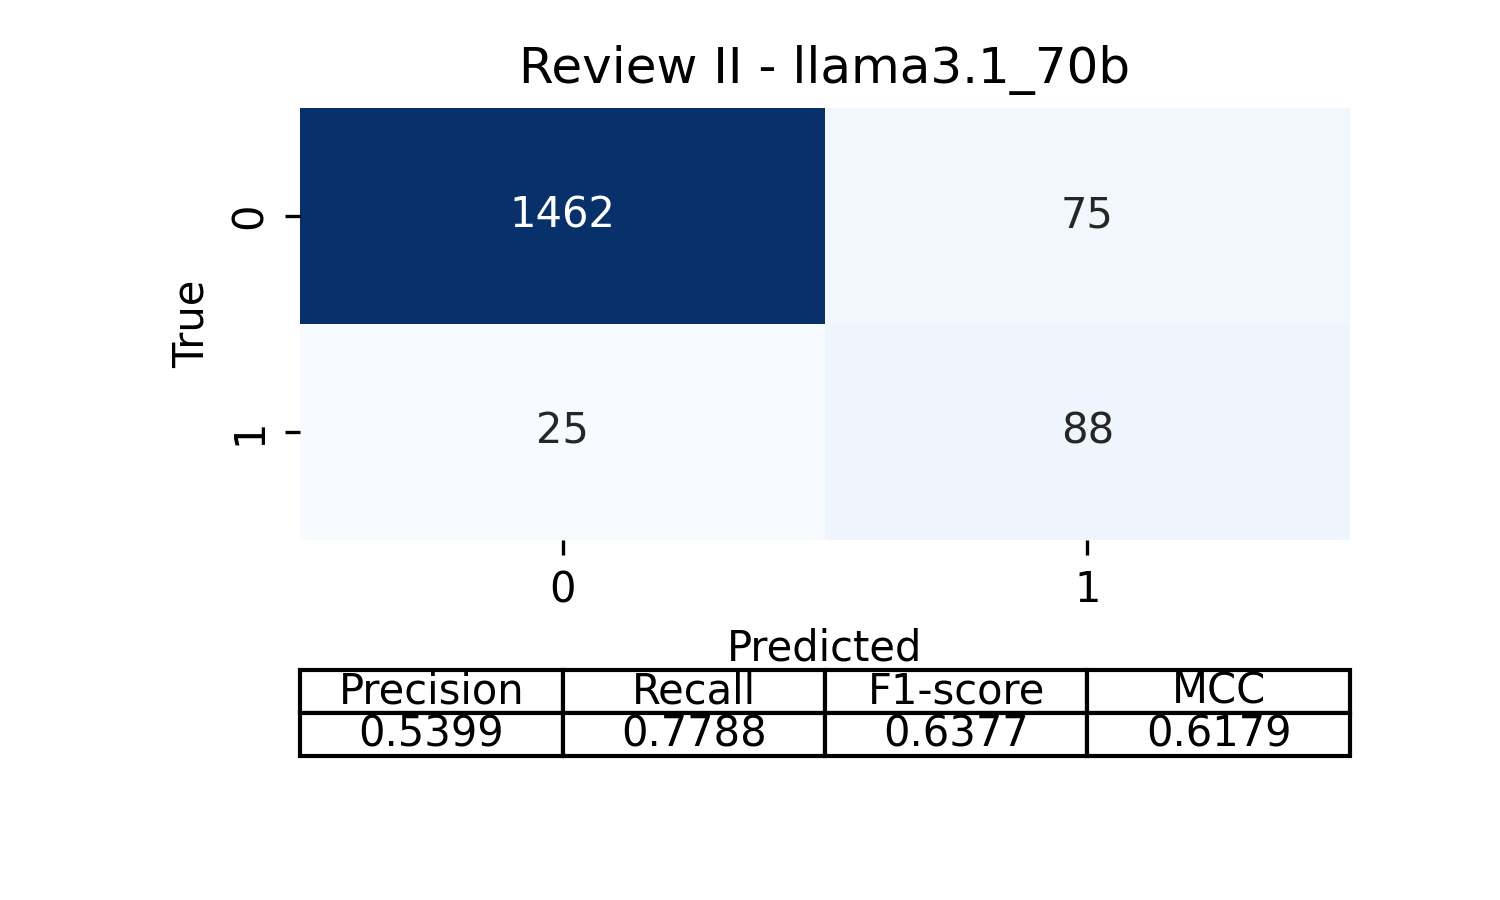 Review II - llama3.1_70b
0
1462
75
True
1
25
88
0
1
Predicted
Precision Recall F1-score MCC
0.5399 0.7788 0.6377 0.6179